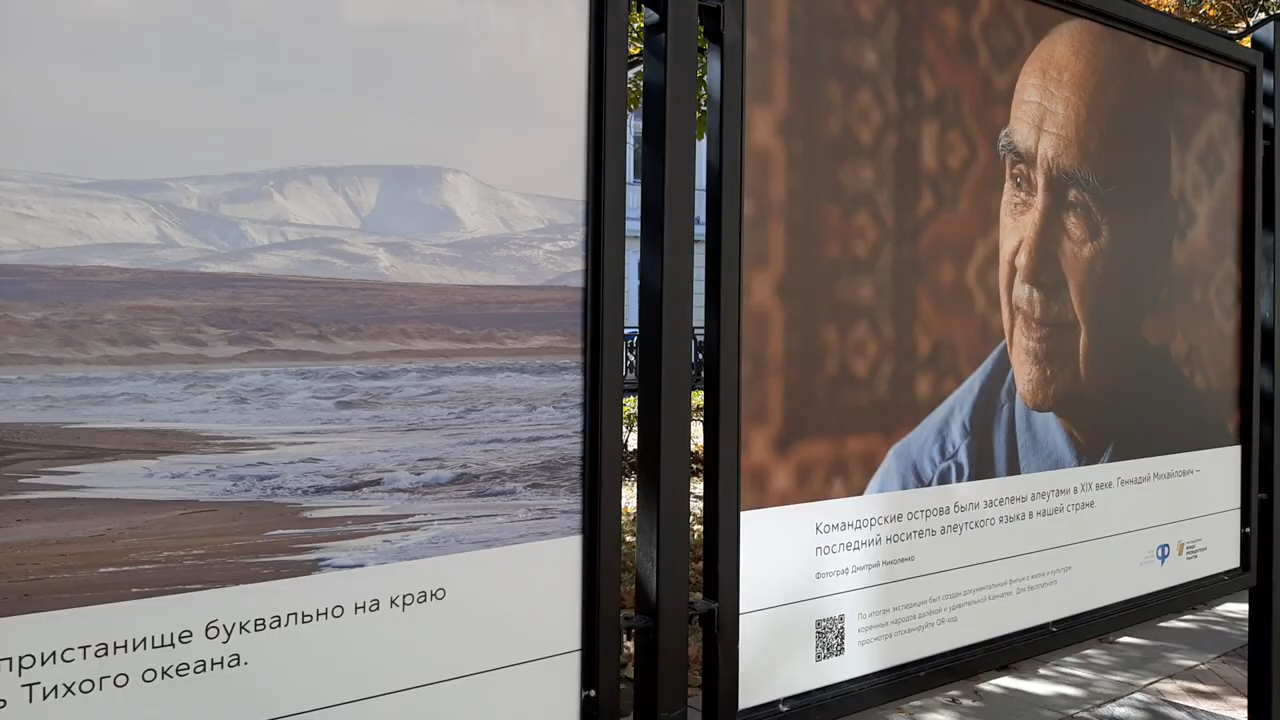 пристанище буквально на краю
Тихого океана.
Командорские острова были заселены алеутами в XIX веке. Геннадий Михайлович –
последний носитель алеутского языка в нашей стране.
Фотограф Дмитрий Николенко
По итогам экспедиции был создан документальный фильм о жизни и культуре
коренных народов далёкой и удивительной Камчатки. Для бесплатного
просмотра отсканируйте QR-код.